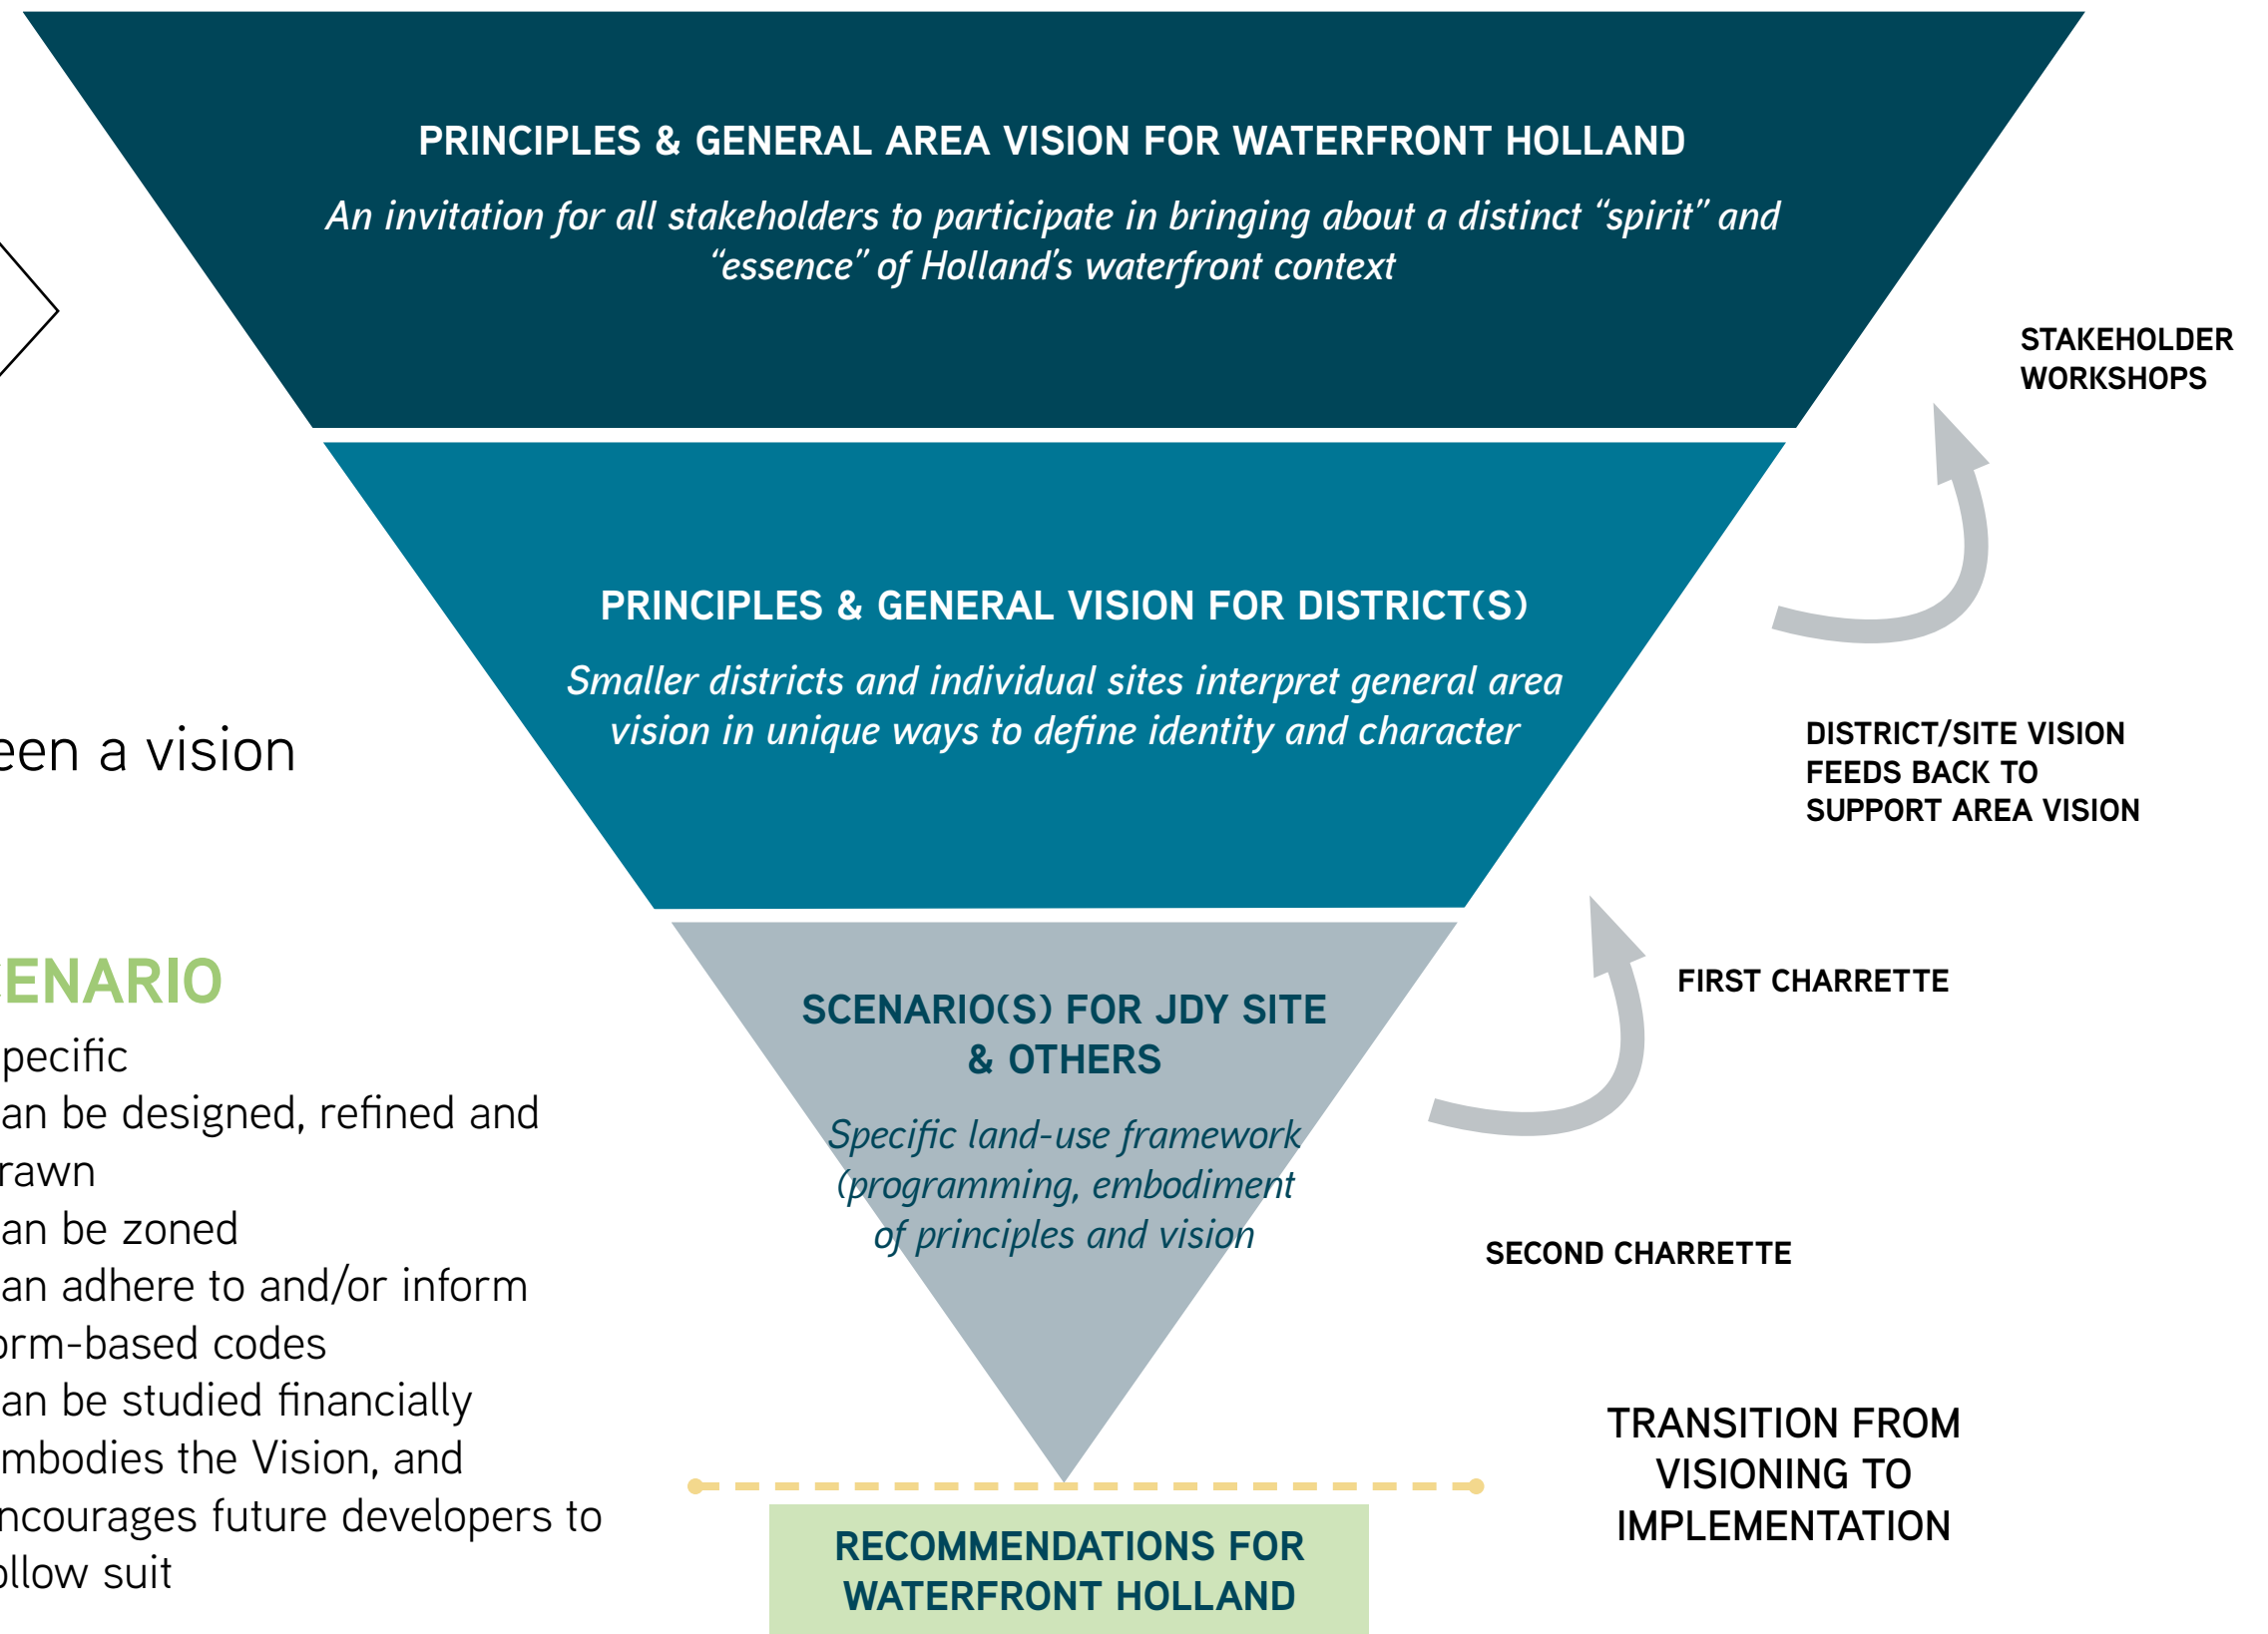 PRINCIPLES & GENERAL AREA VISION FOR WATERFRONT HOLLAND
An invitation for all stakeholders to participate in bringing about a distinct “spirit” and
“essence” of Holland’s waterfront context
STAKEHOLDER
WORKSHOPS
PRINCIPLES & GENERAL VISION FOR DISTRICT(S)
Smaller districts and individual sites interpret general area
vision in unique ways to define identity and character
DISTRICT/SITE VISION
FEEDS BACK TO
SUPPORT AREA VISION
FIRST CHARRETTE
SCENARIO(S) FOR JDY SITE
& OTHERS
Specific land-use framework
(programming, embodiment
of principles and vision
SECOND CHARRETTE
TRANSITION FROM
VISIONING TO
IMPLEMENTATION
RECOMMENDATIONS FOR
WATERFRONT HOLLAND
een a vision
ENARIO
pecific
an be designed, refined and
rawn
an be zoned
an adhere to and/or inform
orm-based codes
an be studied financially
mbodies the Vision, and
ncourages future developers to
ollow suit